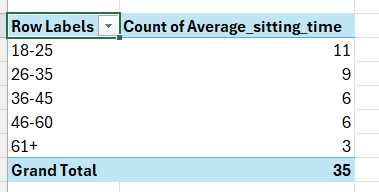 Row Labels Count of Average_sitting_time
18-25 11
26-35 9
36-45 6
46-60 6
61+ 3
Grand Total 35